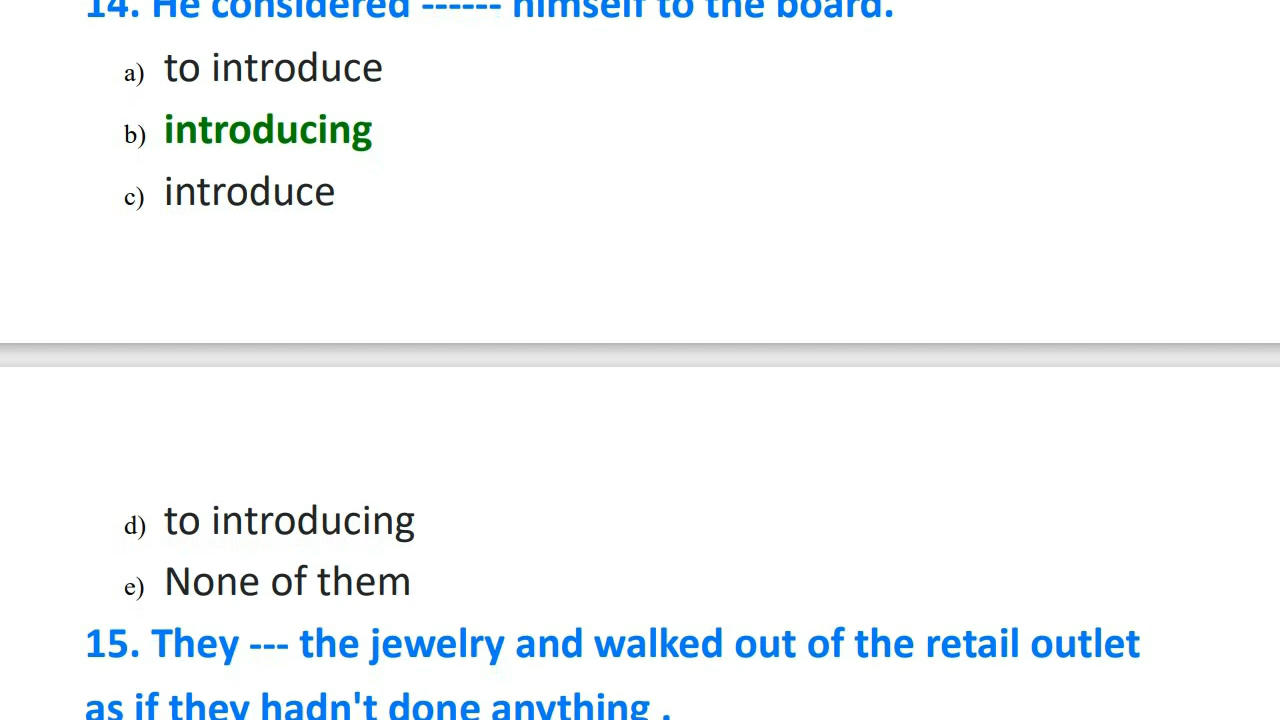 14. He considered ------ himself to the board.
a) to introduce
b) introducing
c) introduce
d) to introducing
e) None of them
15. They --- the jewelry and walked out of the retail outlet
as if they hadn't done anything .